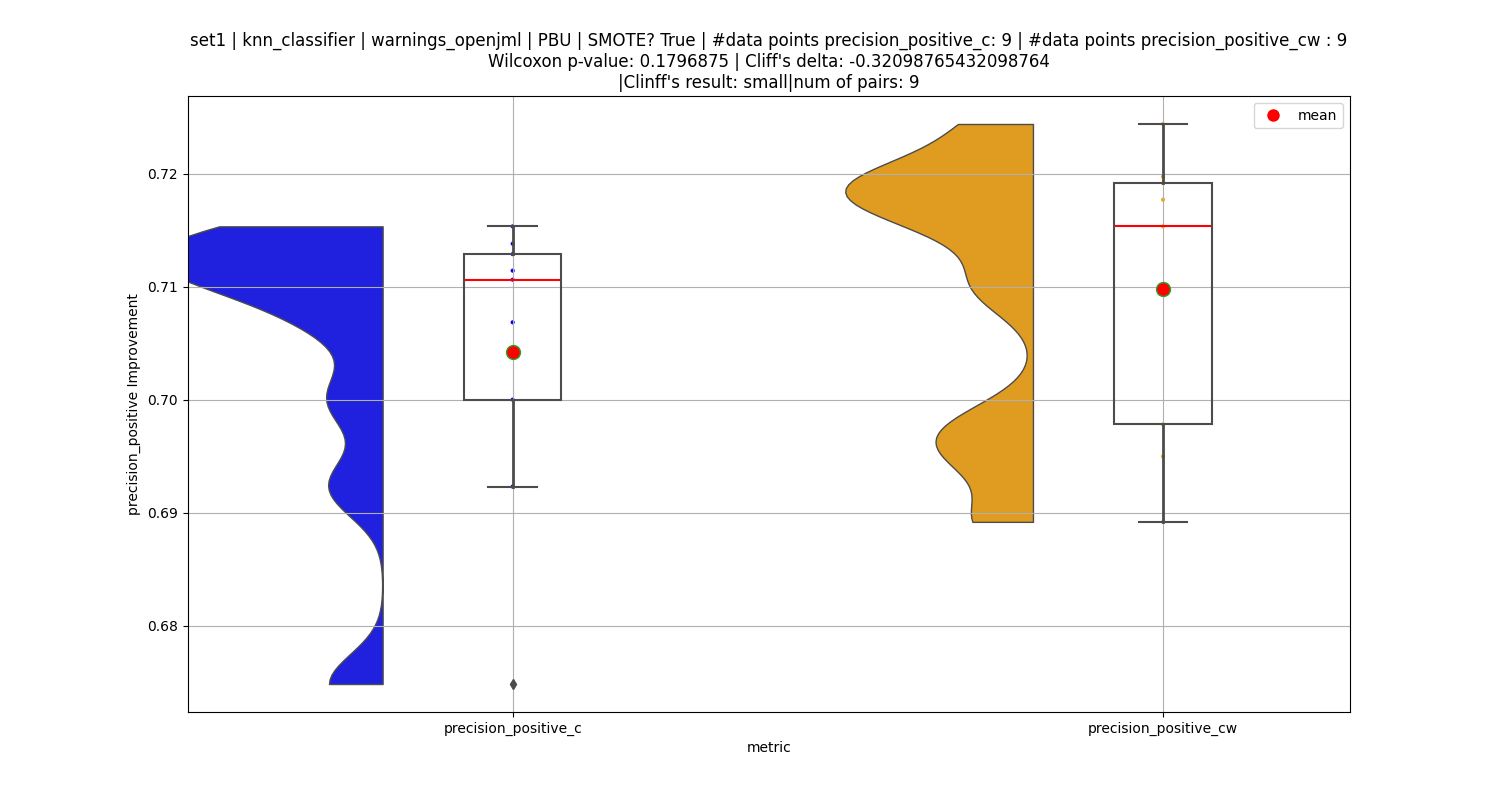 set1 | knn_classifier | warnings_openjml | PBU | SMOTE? True | #data points precision_positive_c: 9 | #data points precision_positive_cw : 9
Wilcoxon p-value: 0.1796875 | Cliff's delta: -0.32098765432098764
|Clinff's result: small|num of pairs: 9
mean
0.72
0.71
0.70
0.69
0.68
precision_positive Improvement
precision_positive_c
precision_positive_cw
metric